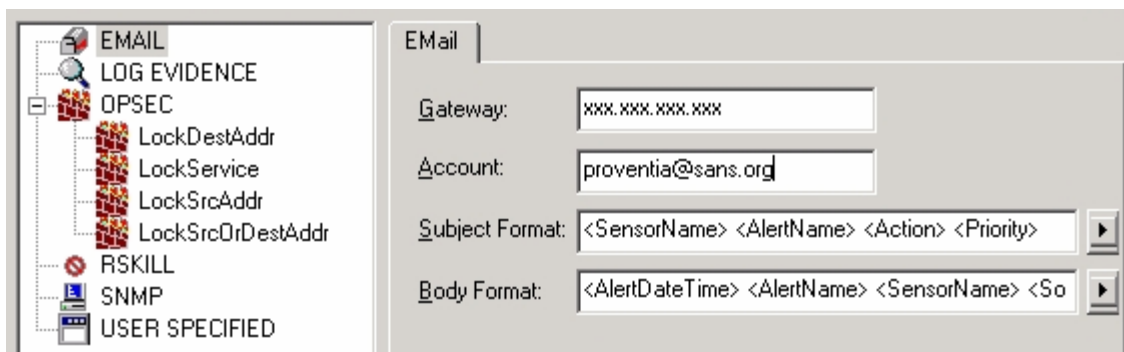 EMAIL
LOG EVIDENCE
OPSEC
LockDestAddr
LockService
LockSrcAddr
LockSrcOrDestAddr
RSKILL
SNMP
USER SPECIFIED
EMail
Gateway: xxx.xxx.xxx.xxx
Account: proventia@sans.org
Subject Format: <SensorName> <AlertName> <Action> <Priority>
Body Format: <AlertDateTime> <AlertName> <SensorName> <So